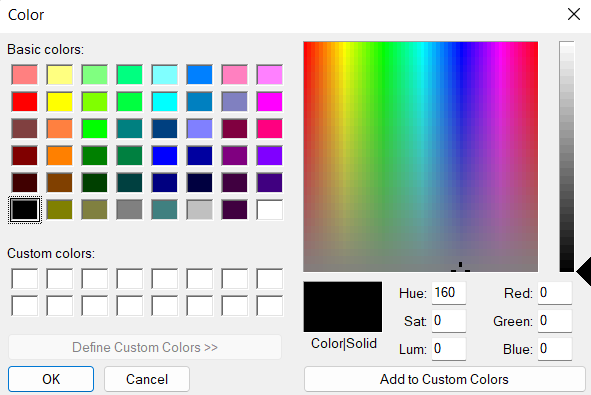 Color
Basic colors:
Custom colors:
Define Custom Colors >>
OK
Cancel
Color|Solid
Hue: 160
Sat: 0
Lum: 0
Red: 0
Green: 0
Blue: 0
Add to Custom Colors